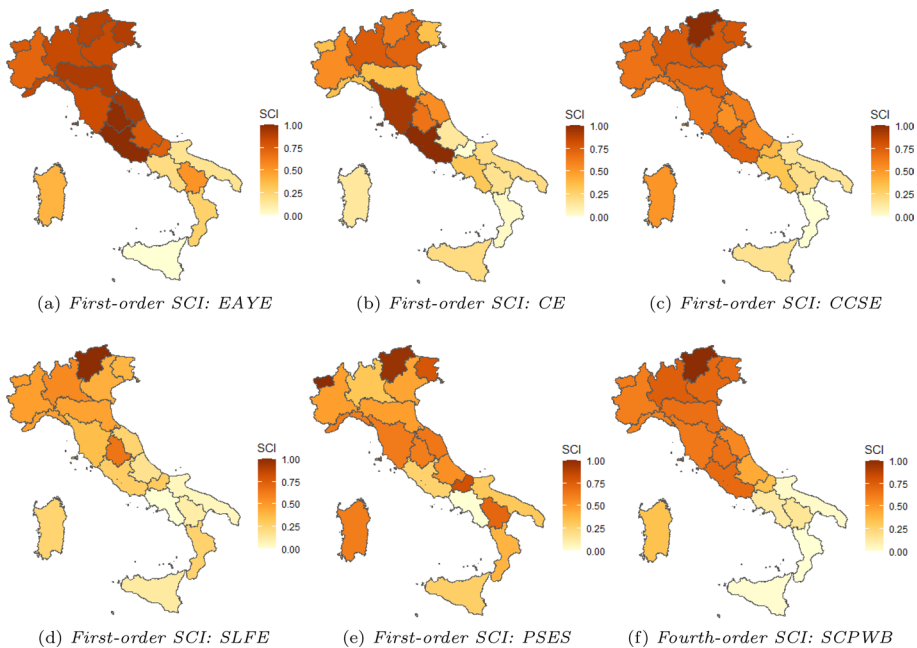 SCI
1.00
0.75
0.50
0.25
0.00
SCI
1.00
0.75
0.50
0.25
0.00
SCI
1.00
0.75
0.50
0.25
0.00
(a) First-order SCI: EAYE
(b) First-order SCI: CE
(c) First-order SCI: CCSE
SCI
1.00
0.75
0.50
0.25
0.00
SCI
1.00
0.75
0.50
0.25
0.00
SCI
1.00
0.75
0.50
0.25
0.00
(d) First-order SCI: SLFE
(e) First-order SCI: PSES
(f) Fourth-order SCI: SCPWB